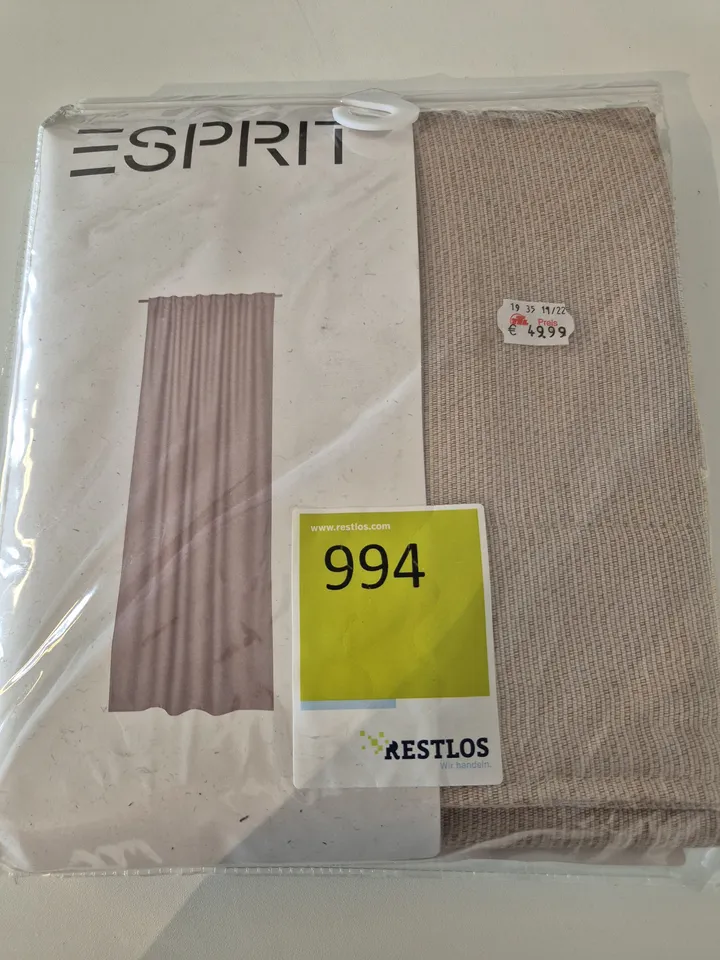 ESPRIT
19 35 11/22
Preis
€ 49.99
www.restlos.com
994
RESTLOS
Wir handeln.